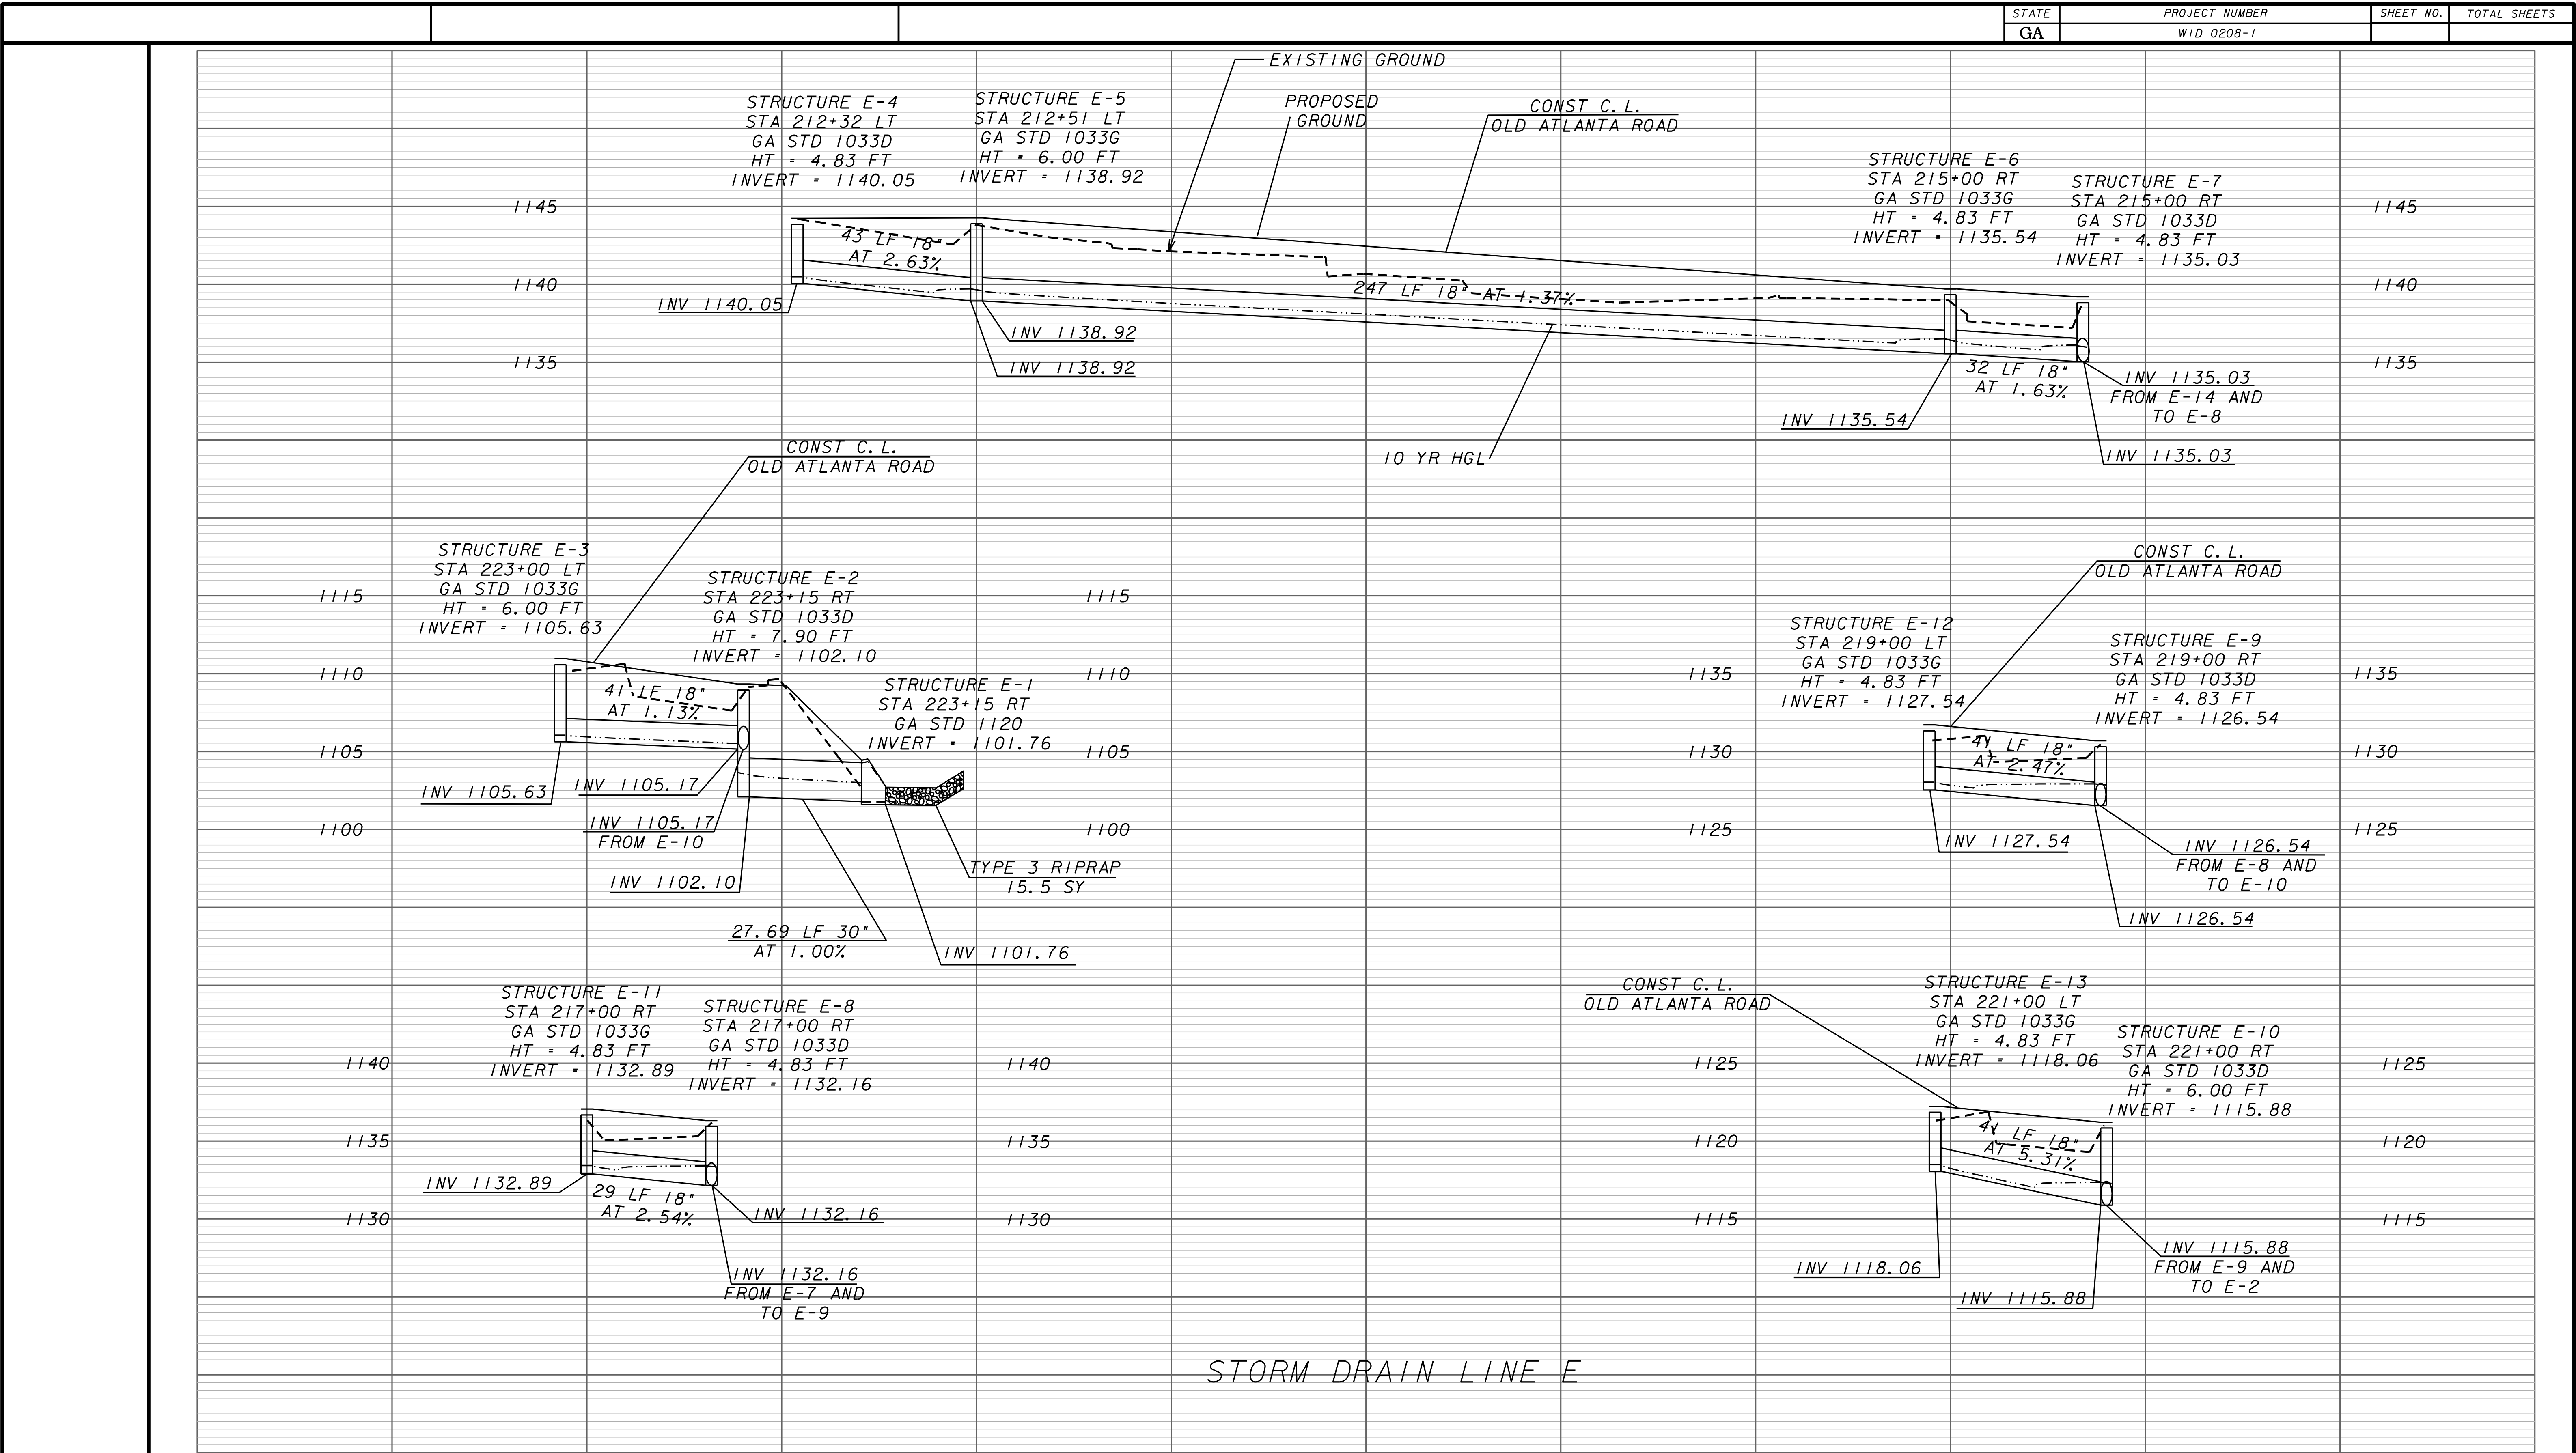 STATE
PROJECT NUMBER
SHEET NO.
TOTAL SHEETS
GA
WID 0208-1
EXISTING GROUND
PROPOSED
GROUND
CONST C.L.
OLD ATLANTA ROAD
STRUCTURE E-4
STA 212+32 LT
GA STD 1033D
HT = 4.83 FT
INVERT = 1140.05
STRUCTURE E-5
STA 212+51 LT
GA STD 1033G
HT = 6.00 FT
INVERT = 1138.92
STRUCTURE E-6
STA 215+00 RT
GA STD 1033G
HT = 4.83 FT
INVERT = 1135.54
STRUCTURE E-7
STA 215+00 RT
GA STD 1033D
HT = 4.83 FT
INVERT = 1135.03
1145
1145
43 LF 18"
AT 2.63%
1140
1140
247 LF 18" AT 1.37%
INV 1140.05
INV 1138.92
INV 1138.92
1135
1135
32 LF 18"
AT 1.63%
INV 1135.03
FROM E-14 AND
TO E-8
INV 1135.54
INV 1135.03
10 YR HGL
CONST C.L.
OLD ATLANTA ROAD
STRUCTURE E-3
STA 223+00 LT
GA STD 1033G
HT = 6.00 FT
INVERT = 1105.63
STRUCTURE E-2
STA 223+15 RT
GA STD 1033D
HT = 7.90 FT
INVERT = 1102.10
STRUCTURE E-1
STA 223+15 RT
GA STD 1120
INVERT = 1101.76
1115
1115
1110
1110
41 LF 18"
AT 1.13%
1105
1105
INV 1105.63
INV 1105.17
INV 1105.17
FROM E-10
1100
1100
INV 1102.10
TYPE 3 RIPRAP
15.5 SY
27.69 LF 30"
AT 1.00%
INV 1101.76
CONST C.L.
OLD ATLANTA ROAD
STRUCTURE E-12
STA 219+00 LT
GA STD 1033G
HT = 4.83 FT
INVERT = 1127.54
STRUCTURE E-9
STA 219+00 RT
GA STD 1033D
HT = 4.83 FT
INVERT = 1126.54
1135
1135
1130
1130
41 LF 18"
AT 2.47%
1125
1125
INV 1127.54
INV 1126.54
FROM E-8 AND
TO E-10
INV 1126.54
STRUCTURE E-11
STA 217+00 RT
GA STD 1033G
HT = 4.83 FT
INVERT = 1132.89
STRUCTURE E-8
STA 217+00 RT
GA STD 1033D
HT = 4.83 FT
INVERT = 1132.16
1140
1140
1135
1135
INV 1132.89
29 LF 18"
AT 2.54%
INV 1132.16
1130
1130
INV 1132.16
FROM E-7 AND
TO E-9
CONST C.L.
OLD ATLANTA ROAD
STRUCTURE E-13
STA 221+00 LT
GA STD 1033G
HT = 4.83 FT
INVERT = 1118.06
STRUCTURE E-10
STA 221+00 RT
GA STD 1033D
HT = 6.00 FT
INVERT = 1115.88
1125
1125
1120
1120
41 LF 18"
AT 5.31%
1115
1115
INV 1118.06
INV 1115.88
INV 1115.88
FROM E-9 AND
TO E-2
STORM DRAIN LINE E